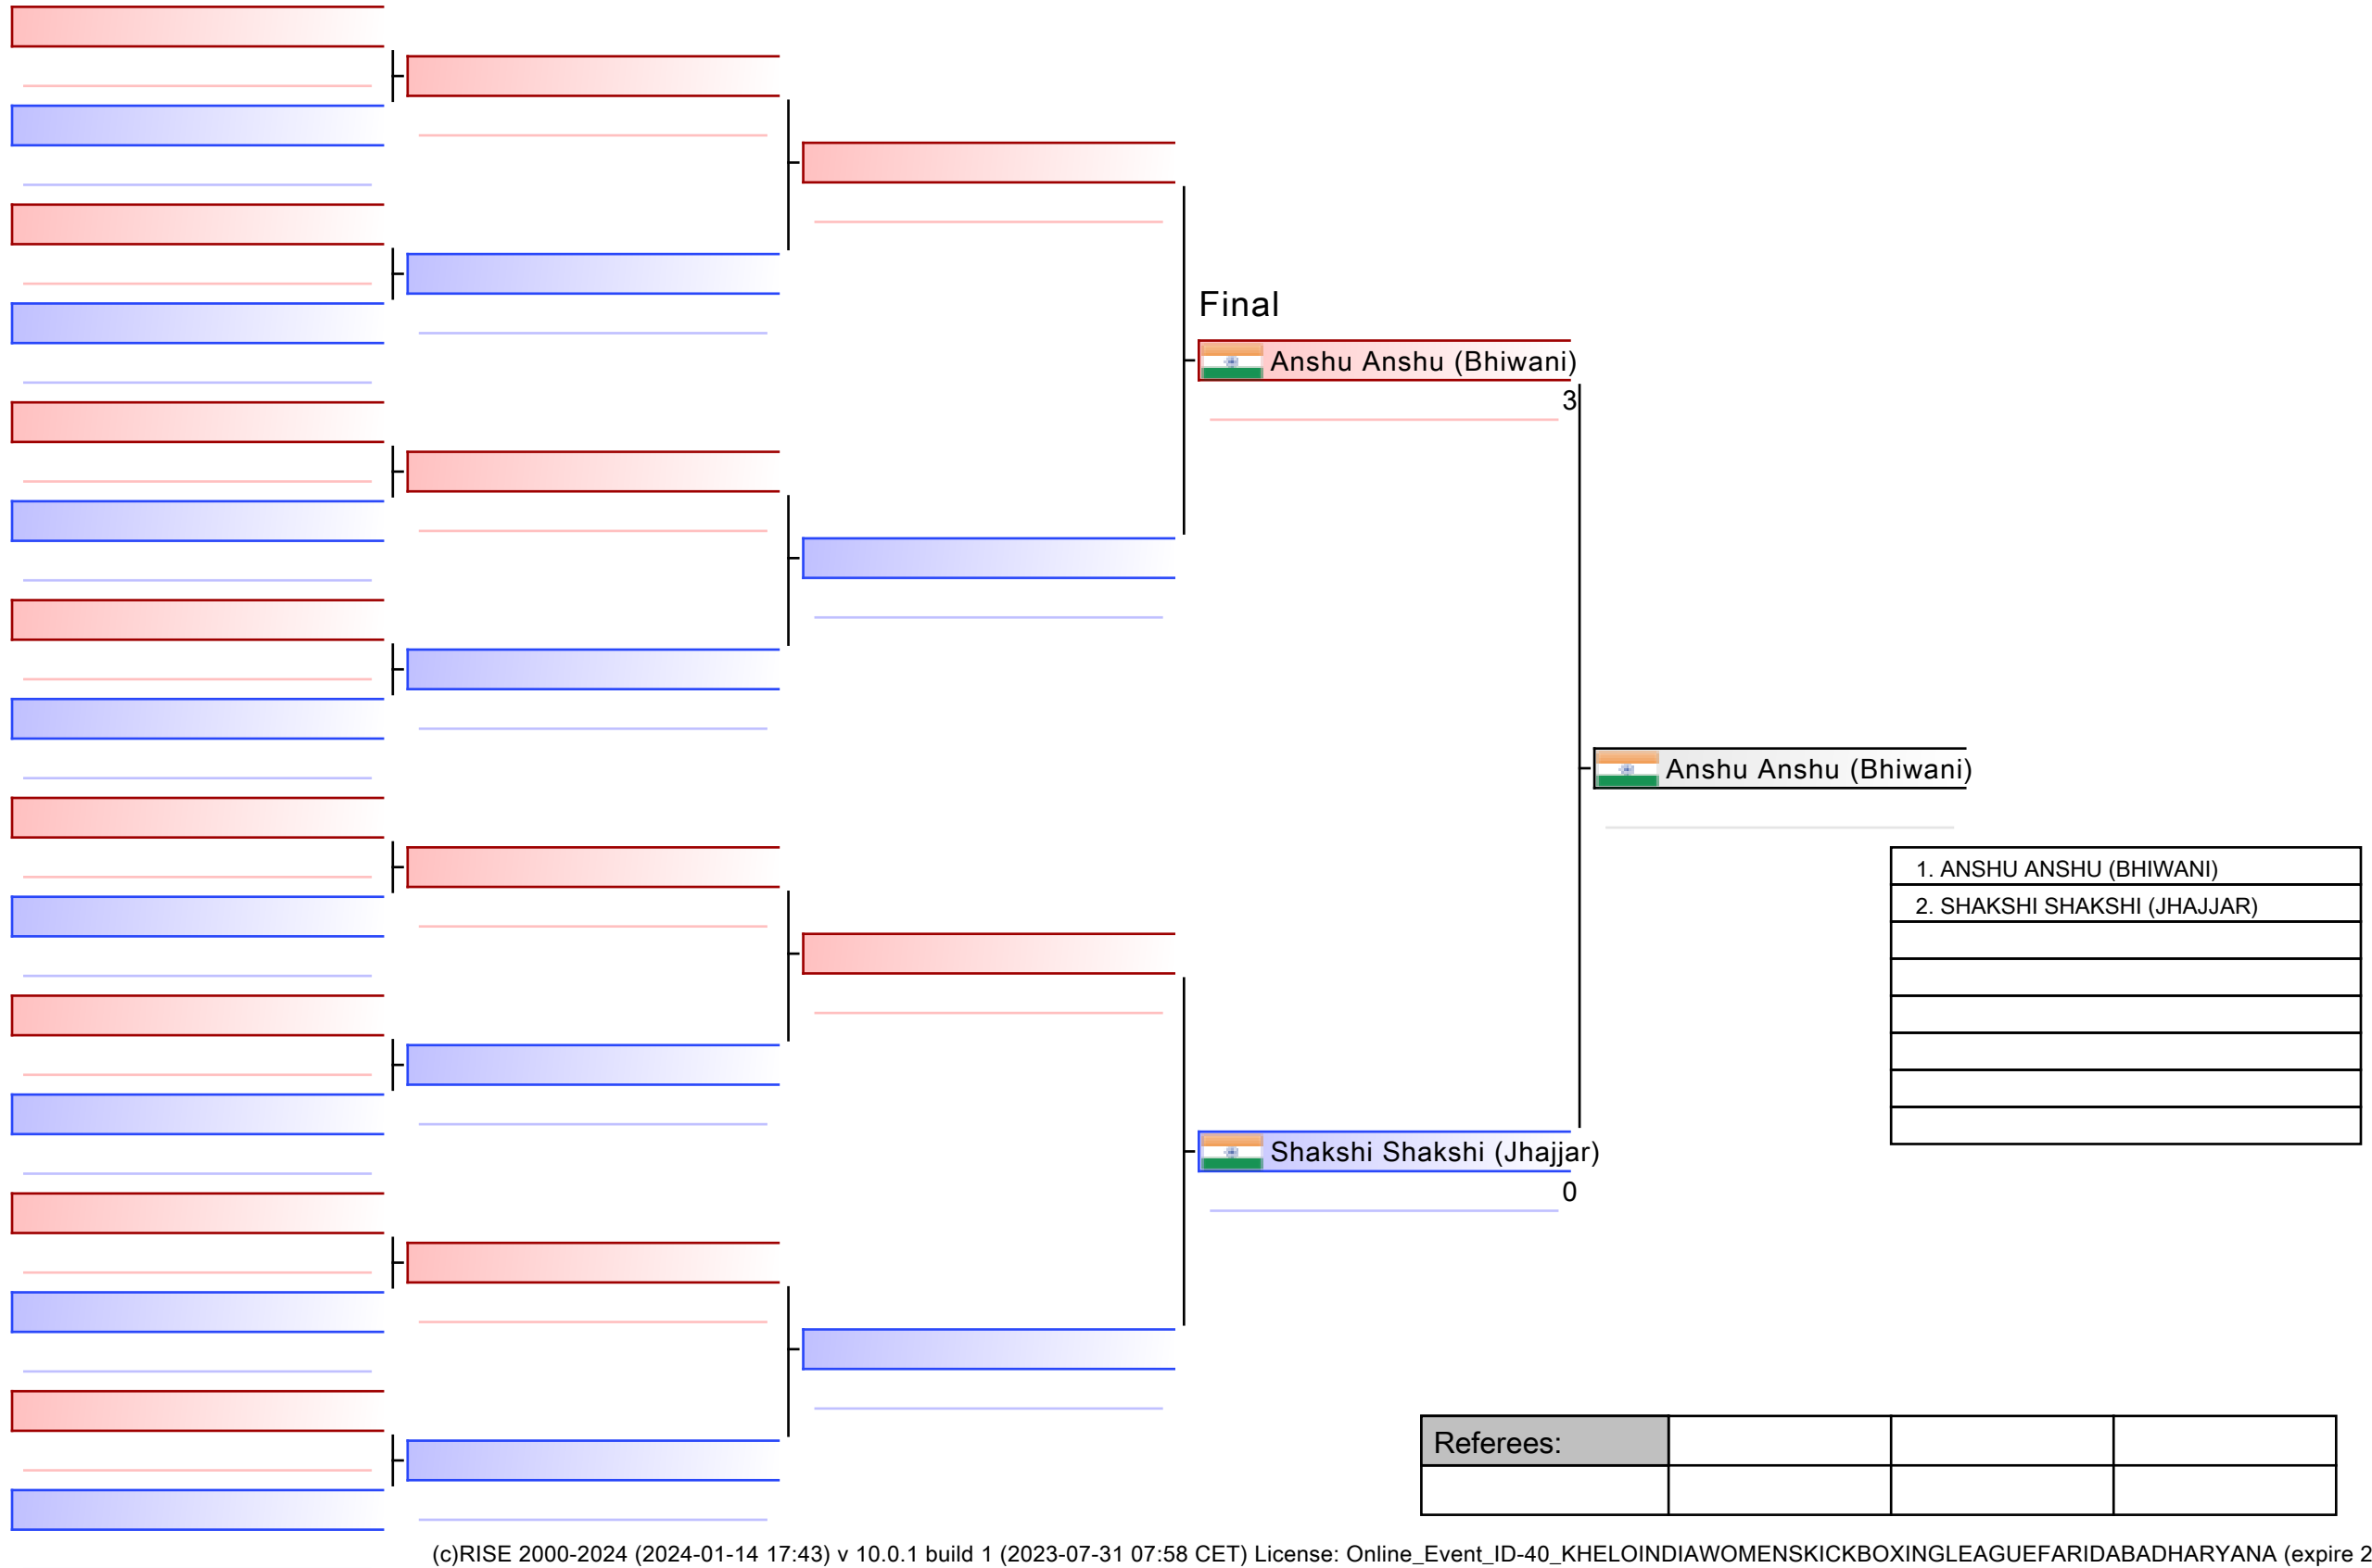 Final
Anshu Anshu (Bhiwani)
3
Anshu Anshu (Bhiwani)
1. ANSHU ANSHU (BHIWANI)
2. SHAKSHI SHAKSHI (JHAJJAR)
Shakshi Shakshi (Jhajjar)
0
Referees:
(c)RISE 2000-2024 (2024-01-14 17:43) v 10.0.1 build 1 (2023-07-31 07:58 CET) License: Online_Event_ID-40_KHELOINDIAWOMENSKICKBOXINGLEAGUEFARIDABADHARYANA (expire 2